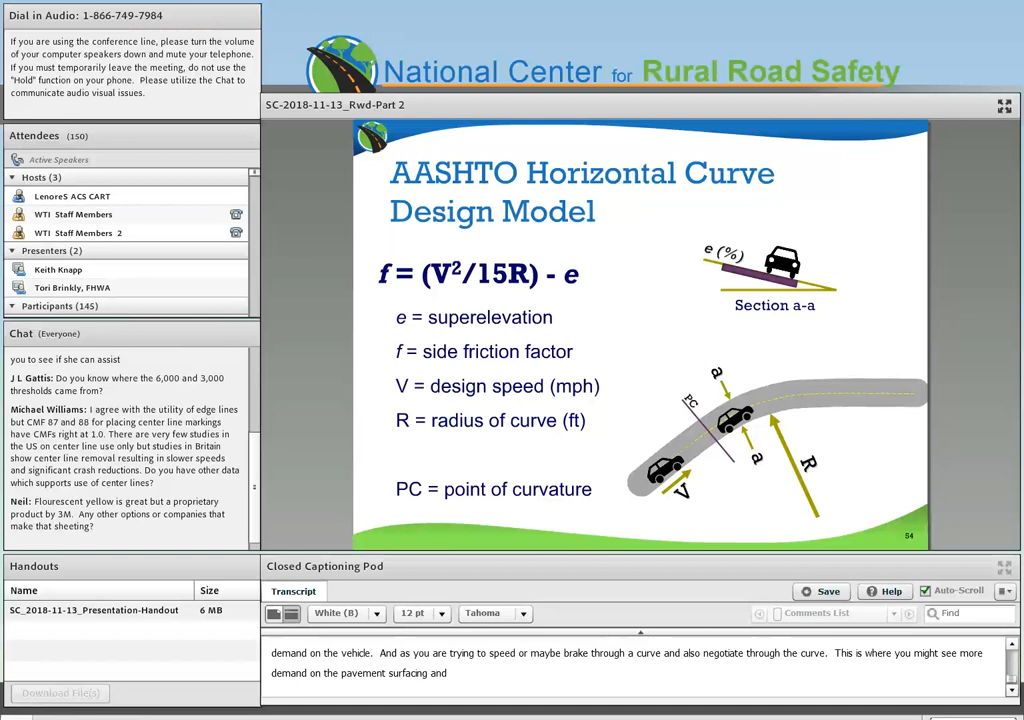 Dial in Audio: 1-866-749-7984
If you are using the conference line, please turn the volume
of your computer speakers down and mute your telephone.
If you must temporarily leave the meeting, do not use the
"Hold" function on your phone.  Please utilize the Chat to
communicate audio visual issues.
National Center for Rural Road Safety
SC-2018-11-13_Rwd-Part 2
Attendees (150)
Active Speakers
Hosts (3)
LenoreS ACS CART
WTI Staff Members
WTI Staff Members 2
Presenters (2)
Keith Knapp
Tori Brinkly, FHWA
Participants (145)
Chat (Everyone)
you to see if she can assist
J L Gattis: Do you know where the 6,000 and 3,000
thresholds came from?
Michael Williams: I agree with the utility of edge lines
but CMF 87 and 88 for placing center line markings
have CMFs right at 1.0. There are very few studies in
the US on center line use only but studies in Britain
show center line removal resulting in slower speeds
and significant crash reductions. Do you have other data
which supports use of center lines?
Neil: Flourescent yellow is great but a proprietary
product by 3M.  Any other options or companies that
make that sheeting?
AASHTO Horizontal Curve
Design Model
f = (V²/15R) - e
e = superelevation
f = side friction factor
V = design speed (mph)
R = radius of curve (ft)
PC = point of curvature
e (%)
Section a-a
a
PC
a
R
V
54
Handouts
Name
Size
SC_2018-11-13_Presentation-Handout
6 MB
Download File(s)
Closed Captioning Pod
Transcript
Save
Help
Auto-Scroll
White (B)
12 pt
Tahoma
Comments List
Find
demand on the vehicle.  And as you are trying to speed or maybe brake through a curve and also negotiate through the curve.  This is where you might see more
demand on the pavement surfacing and